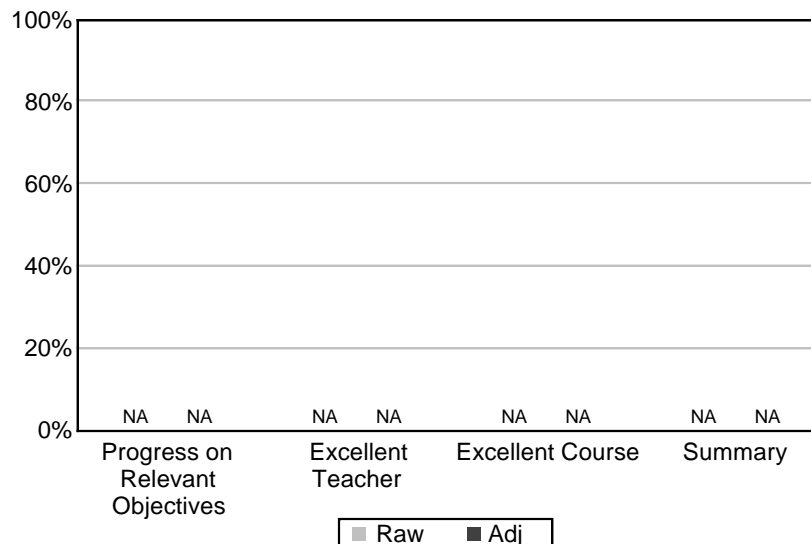 100%
80%
60%
40%
20%
0%
NA NA NA NA NA NA NA NA
Progress on Relevant Objectives
Excellent Teacher
Excellent Course
Summary
Raw Adj